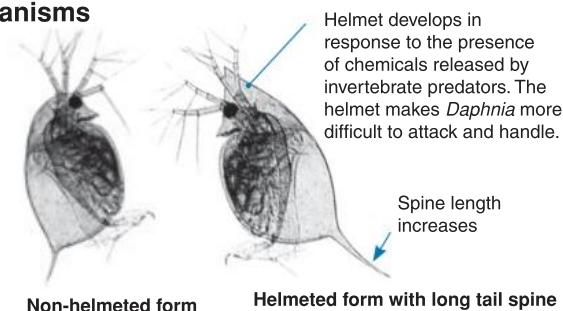 anisms
Helmet develops in
response to the presence
of chemicals released by
invertebrate predators. The
helmet makes Daphnia more
difficult to attack and handle.
Spine length
increases
Non-helmeted form
Helmeted form with long tail spine